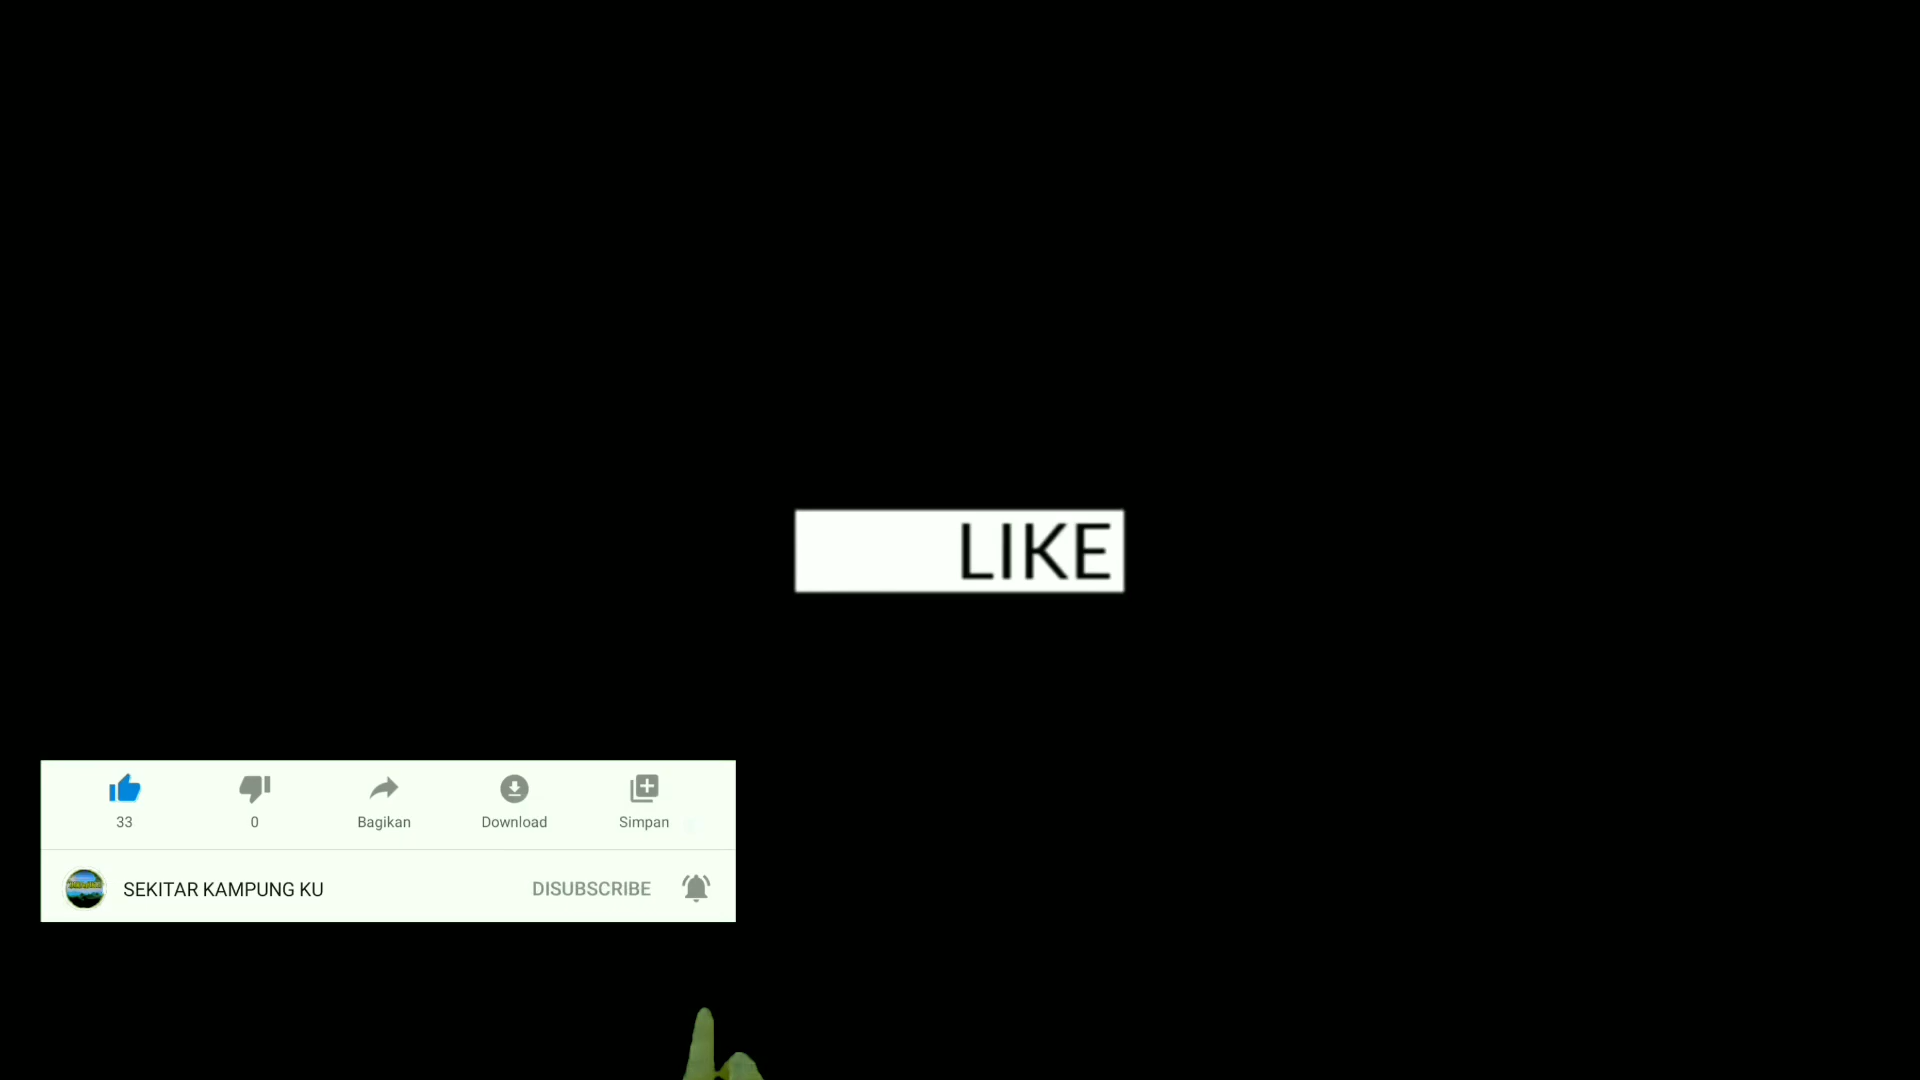 LIKE
33
0
Bagikan
Download
Simpan
SEKITAR KAMPUNG KU
DISUBSCRIBE